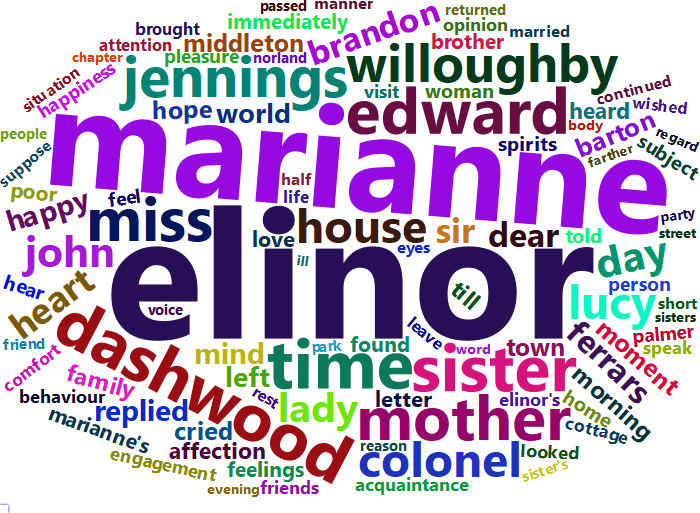 passed manner
brought
immediately
brandon
returned
opinion
married
attention
middleton
brother
chapter
pleasure
norland
willoughby
situation
happiness
jennings
visit
woman
continued
wished
hope
world
edward
heard
body
barton
regard
people
suppose
marianne
spirits
farther
subject
poor
half
life
feel
happy
miss
house
sir
dear
told
party
street
love
eyes
ill
john
elinor
day
hear
heart
voice
till
person
lucy
short
sisters
friend
dashwood
mind
park
found
leave
word
town
ferrars
moment
palmer
speak
comfort
family
left
time
sister
behaviour
replied
rest
lady
letter
mother
elinor's
morning
home
cottage
marianne's
cried
affection
reason
colonel
looked
engagement
feelings
sister's
evening
friends
acquaintance